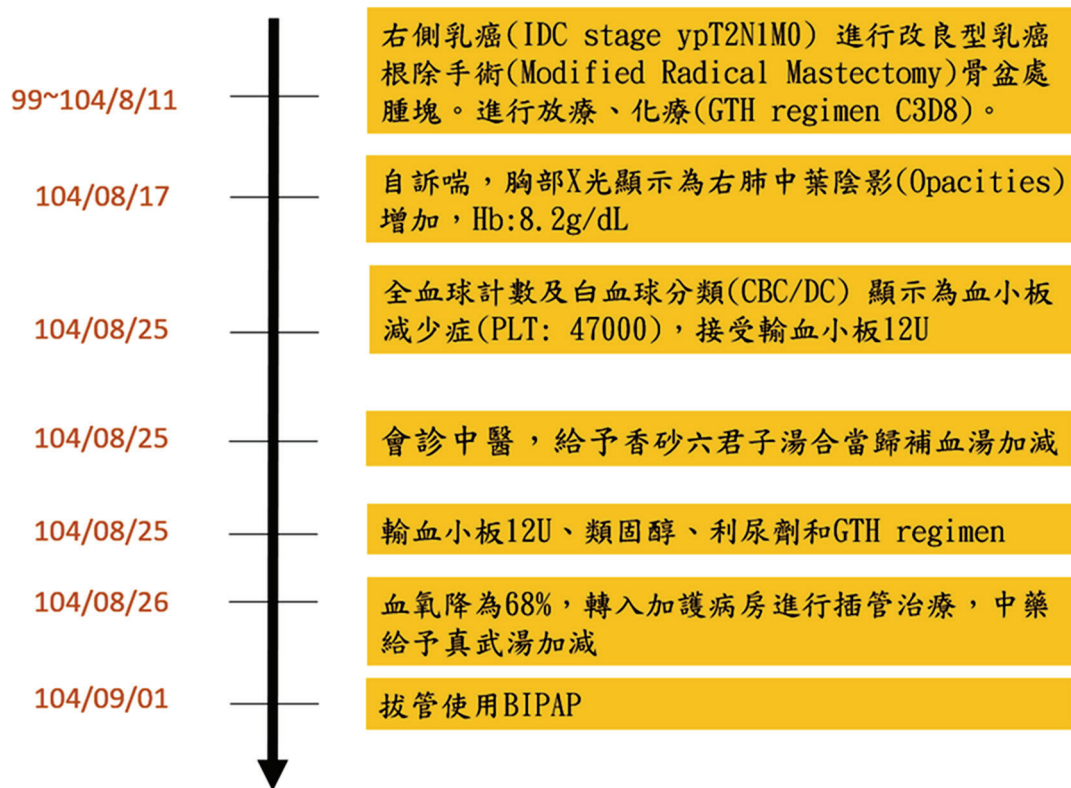 99~104/8/11
右側乳癌(IDC stage ypT2N1M0) 進行改良型乳癌
根除手術(Modified Radical Mastectomy)骨盆處
腫塊。進行放療、化療(GTH regimen C3D8)。
104/08/17
自訴喘，胸部X光顯示為右肺中葉陰影(Opacities)
增加，Hb:8.2g/dL
104/08/25
全血球計數及白血球分類(CBC/DC) 顯示為血小板
減少症(PLT: 47000)，接受輸血小板12U
104/08/25
會診中醫，給予香砂六君子湯合當歸補血湯加減
104/08/25
輸血小板12U、類固醇、利尿劑和GTH regimen
104/08/26
血氧降為68%，轉入加護病房進行插管治療，中藥
給予真武湯加減
104/09/01
拔管使用BIPAP